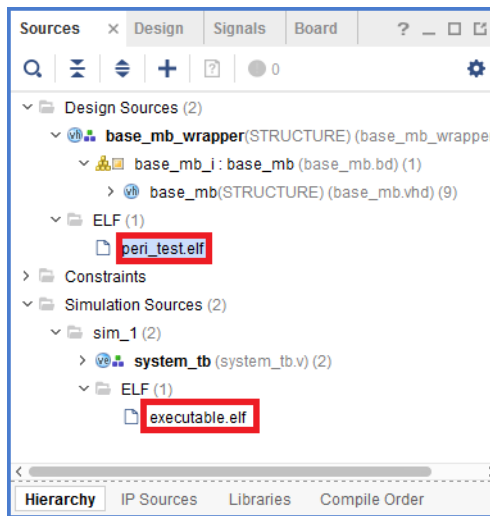 Sources × Design Signals Board ? _ □
0
Design Sources (2)
base_mb_wrapper(STRUCTURE) (base_mb_wrappe
base_mb_i : base_mb (base_mb.bd) (1)
base_mb(STRUCTURE) (base_mb.vhd) (9)
ELF (1)
peri_test.elf
Constraints
Simulation Sources (2)
sim_1 (2)
system_tb (system_tb.v) (2)
ELF (1)
executable.elf
Hierarchy IP Sources Libraries Compile Order